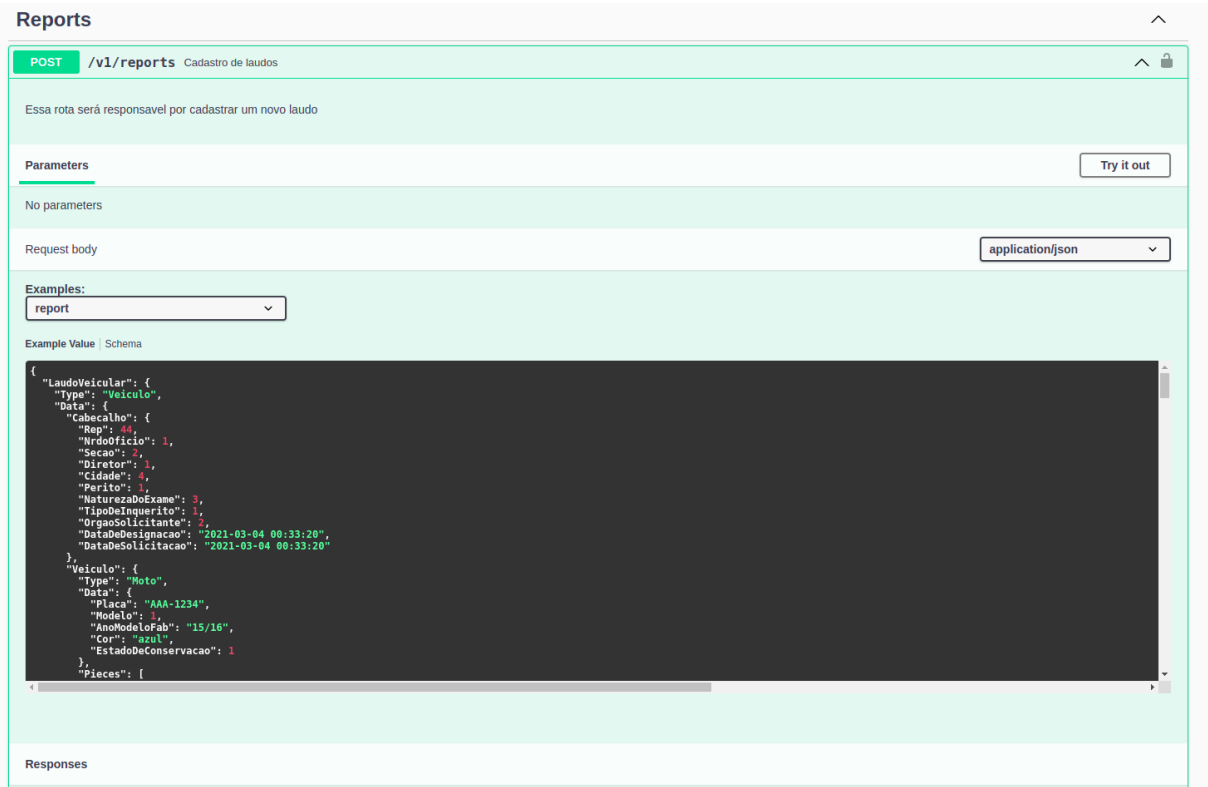 Reports
POST /v1/reports Cadastro de laudos
Essa rota será responsavel por cadastrar um novo laudo
Parameters
Try it out
No parameters
Request body
application/json
Examples:
report
Example Value | Schema
{
  "LaudoVeicular": {
    "Type": "Veiculo",
    "Data": {
      "Cabecalho": {
        "Rep": 44,
        "NrdoOficio": 1,
        "Secao": 2,
        "Diretor": 1,
        "Cidade": 4,
        "Perito": 1,
        "NaturezaDoExame": 3,
        "TipoDeInquerito": 1,
        "OrgaoSolicitante": 2,
        "DataDeDesignacao": "2021-03-04 00:33:20",
        "DataDeSolicitacao": "2021-03-04 00:33:20"
      },
      "Veiculo": {
        "Type": "Moto",
        "Data": {
          "Placa": "AAA-1234",
          "Modelo": 1,
          "AnoModeloFab": "15/16",
          "Cor": "azul",
          "EstadoDeConservacao": 1
        },
        "Pieces": [
Responses